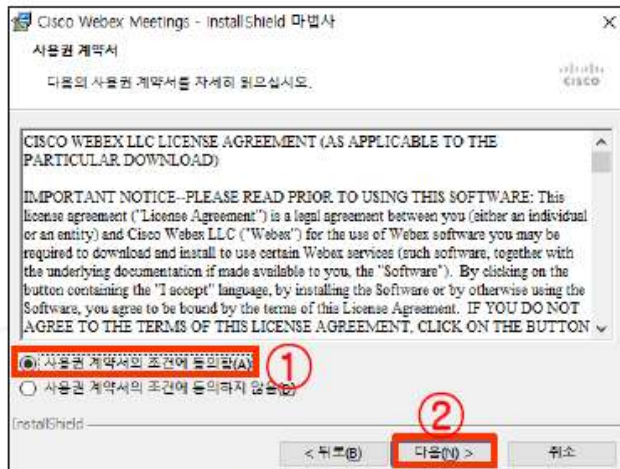 Cisco Webex Meetings - InstallShield 마법사
사용권 계약서
다음의 사용권 계약서를 자세히 읽으십시오.
CISCO
CISCO WEBEX LLC LICENSE AGREEMENT (AS APPLICABLE TO THE
PARTICULAR DOWNLOAD)
IMPORTANT NOTICE--PLEASE READ PRIOR TO USING THIS SOFTWARE: This
license agreement ("License Agreement") is a legal agreement between you (either an individual
or an entity) and Cisco Webex LLC ("Webex") for the use of Webex software you may be
required to download and install to use certain Webex services (such software, together with
the underlying documentation if made available to you, the "Software"). By clicking on the
button containing the "I accept" language, by installing the Software or by otherwise using the
Software, you agree to be bound by the terms of this License Agreement. IF YOU DO NOT
AGREE TO THE TERMS OF THIS LICENSE AGREEMENT, CLICK ON THE BUTTON
사용권 계약서의 조건에 동의함(A) ①
사용권 계약서의 조건에 동의하지 않음(D)
②
InstallShield
< 뒤로(B) 다음(N) > 취소